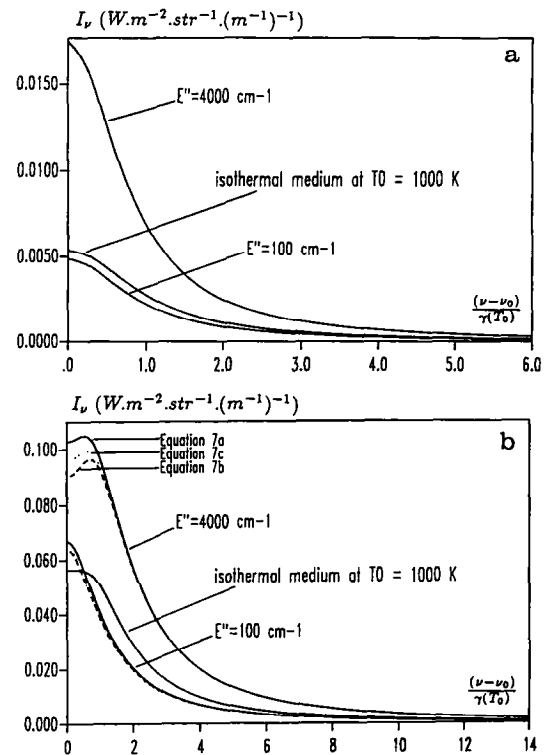 I_ν (W.m⁻².str⁻¹.(m⁻¹)⁻¹)
a
0.0150
E"=4000 cm-1
0.0100
isothermal medium at T0 = 1000 K
0.0050
E"=100 cm-1
(ν−ν₀)
γ(T₀)
0.0000
.0 1.0 2.0 3.0 4.0 5.0 6.0
I_ν (W.m⁻².str⁻¹.(m⁻¹)⁻¹)
b
Equation 7a
0.100
Equation 7c
Equation 7b
0.080
E"=4000 cm-1
0.060
isothermal medium at T0 = 1000 K
0.040
E"=100 cm-1
0.020
(ν−ν₀)
γ(T₀)
0.000
0 2 4 6 8 10 12 14